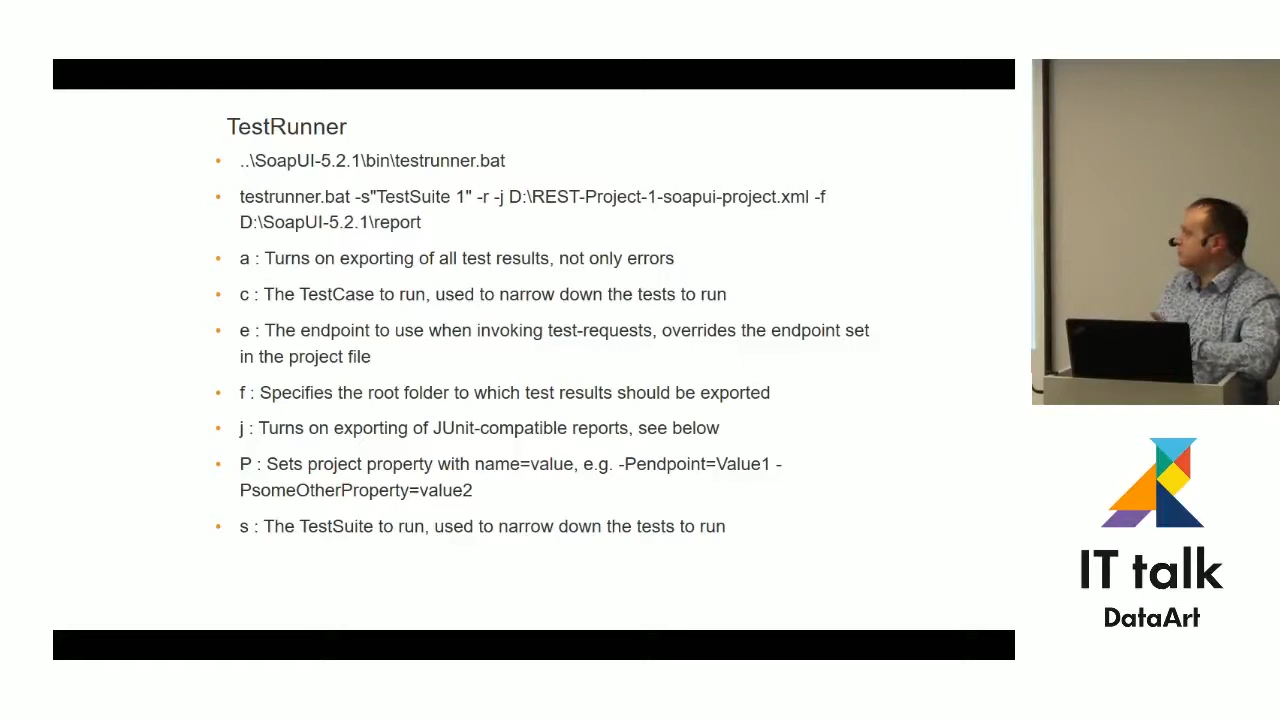 TestRunner
..\SoapUI-5.2.1\bin\testrunner.bat
testrunner.bat -s"TestSuite 1" -r -j D:\REST-Project-1-soapui-project.xml -f
D:\SoapUI-5.2.1\report
a : Turns on exporting of all test results, not only errors
c : The TestCase to run, used to narrow down the tests to run
e : The endpoint to use when invoking test-requests, overrides the endpoint set
in the project file
f : Specifies the root folder to which test results should be exported
j : Turns on exporting of JUnit-compatible reports, see below
P : Sets project property with name=value, e.g. -Pendpoint=Value1 -
PsomeOtherProperty=value2
s : The TestSuite to run, used to narrow down the tests to run
IT talk
DataArt